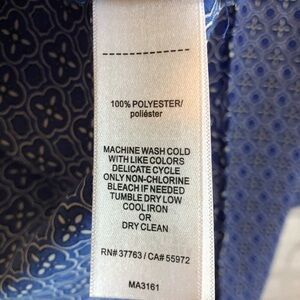 100% POLYESTER/
poliéster
MACHINE WASH COLD
WITH LIKE COLORS
DELICATE CYCLE
ONLY NON-CHLORINE
BLEACH IF NEEDED
TUMBLE DRY LOW
COOL IRON
OR
DRY CLEAN
RN# 37763 / CA# 55972
MA3161